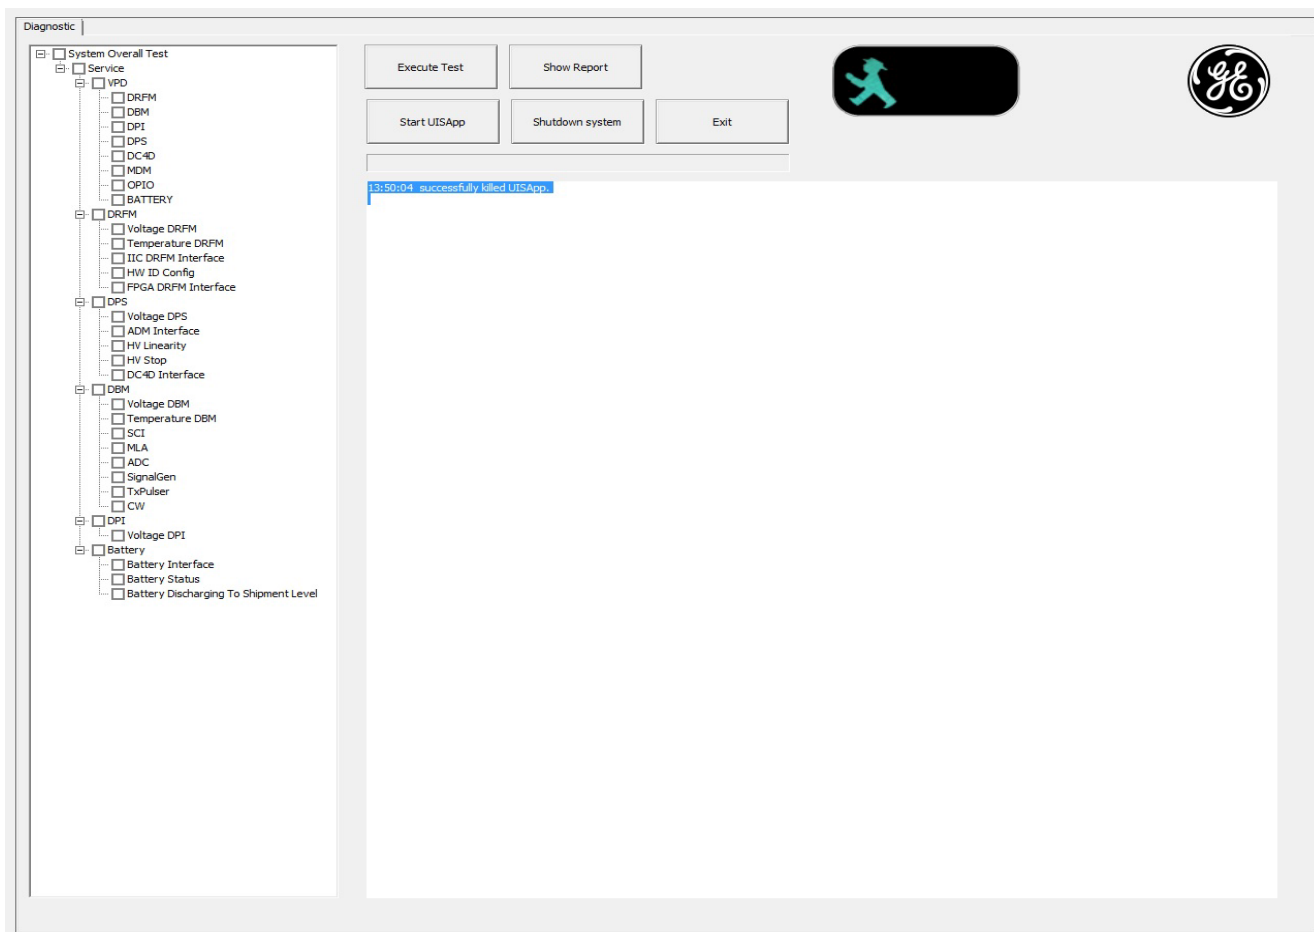 Diagnostic
System Overall Test
Service
VPD
DRFM
DBM
DPI
DPS
DC4D
MDM
OPIO
BATTERY
DRFM
Voltage DRFM
Temperature DRFM
IIC DRFM Interface
HW ID Config
FPGA DRFM Interface
DPS
Voltage DPS
ADM Interface
HV Linearity
HV Stop
DC4D Interface
DBM
Voltage DBM
Temperature DBM
SCI
MLA
ADC
SignalGen
TxPulser
CW
DPI
Voltage DPI
Battery
Battery Interface
Battery Status
Battery Discharging To Shipment Level
Execute Test
Show Report
Start UISApp
Shutdown system
Exit
13:50:04 successfully killed UISApp.
GE